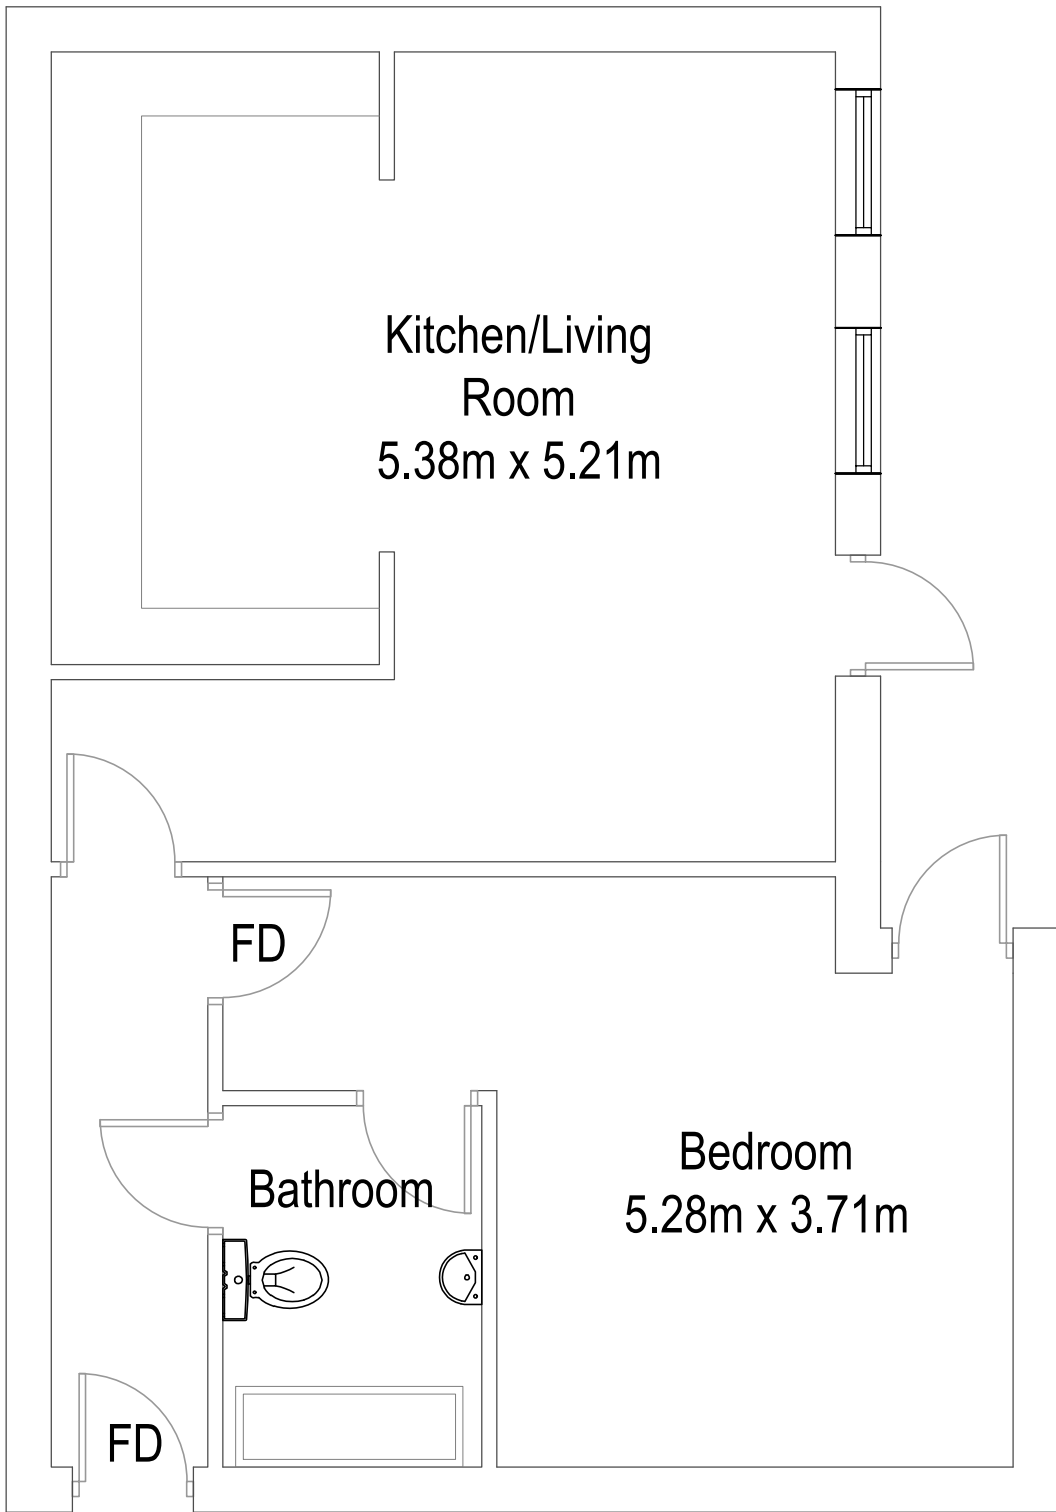 Kitchen/Living
Room
5.38m x 5.21m
FD
Bathroom
Bedroom
5.28m x 3.71m
FD